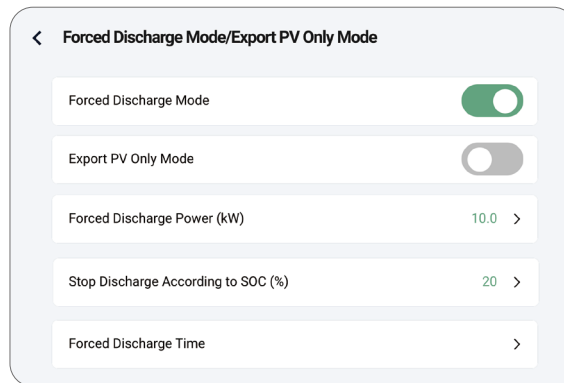 Forced Discharge Mode/Export PV Only Mode
Forced Discharge Mode
Export PV Only Mode
Forced Discharge Power (kW) 10.0
Stop Discharge According to SOC (%) 20
Forced Discharge Time